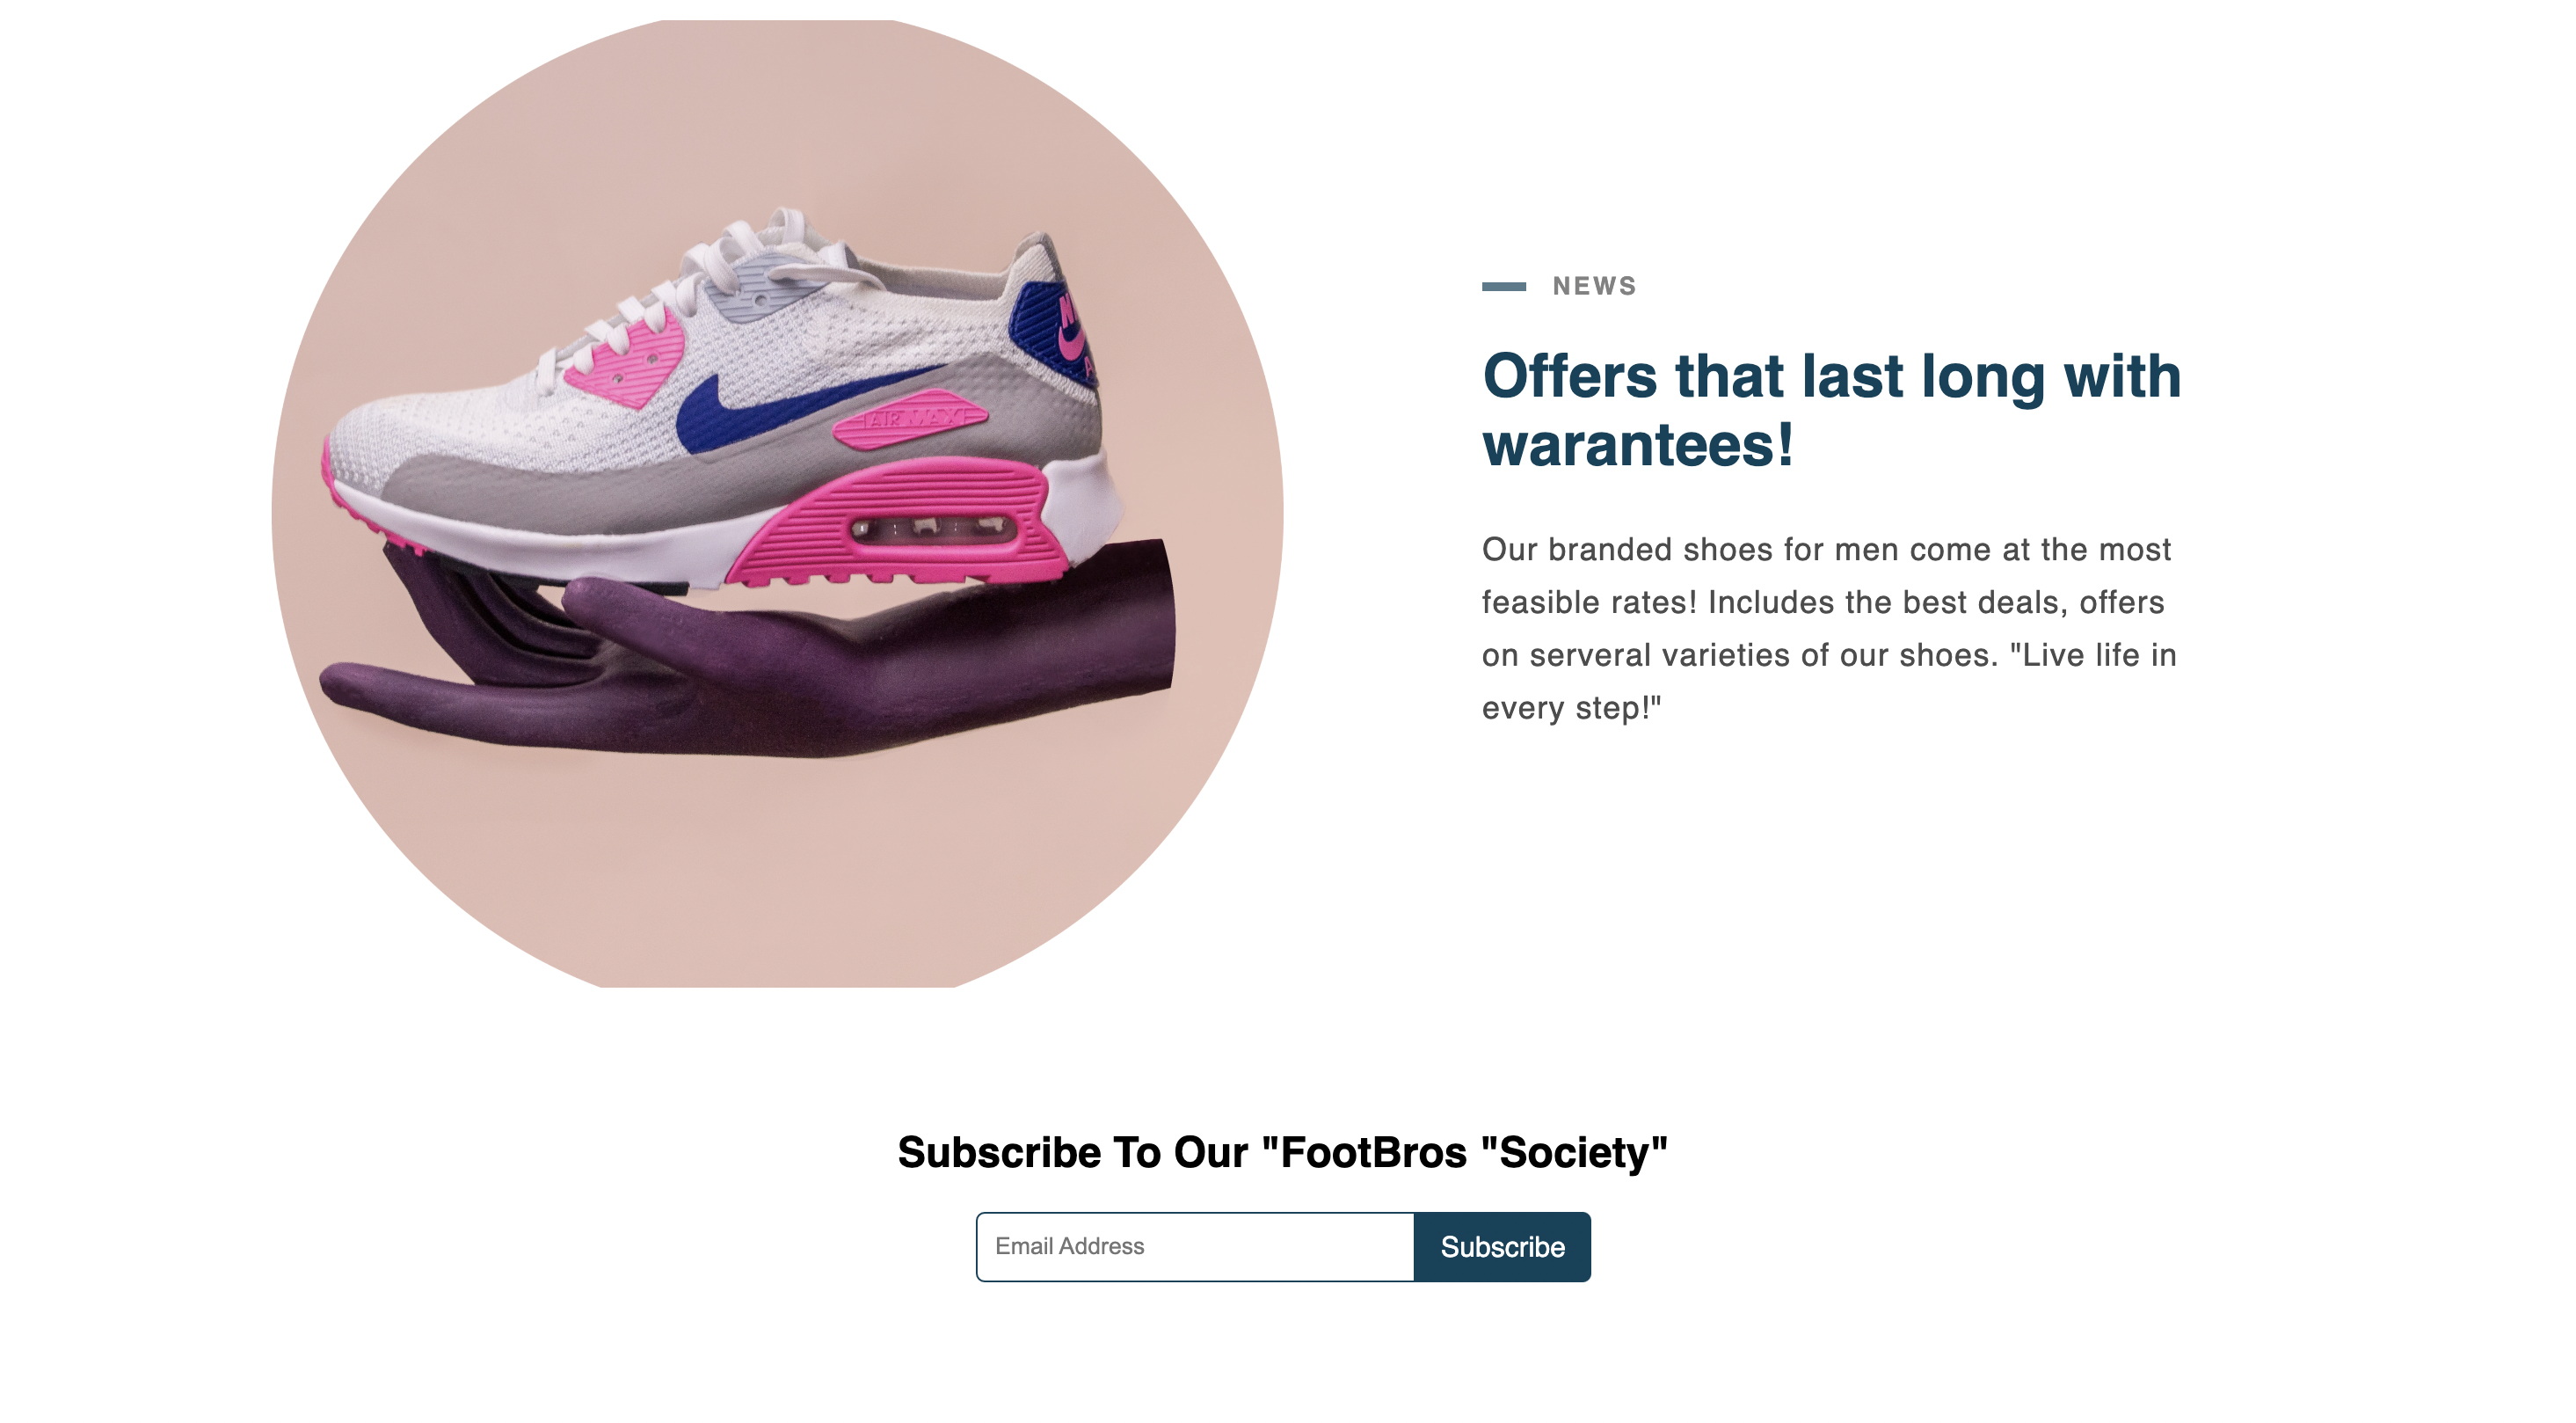 AIR MAX
NEWS
Offers that last long with
warantees!
Our branded shoes for men come at the most
feasible rates! Includes the best deals, offers
on serveral varieties of our shoes. "Live life in
every step!"
Subscribe To Our "FootBros "Society"
Email Address
Subscribe